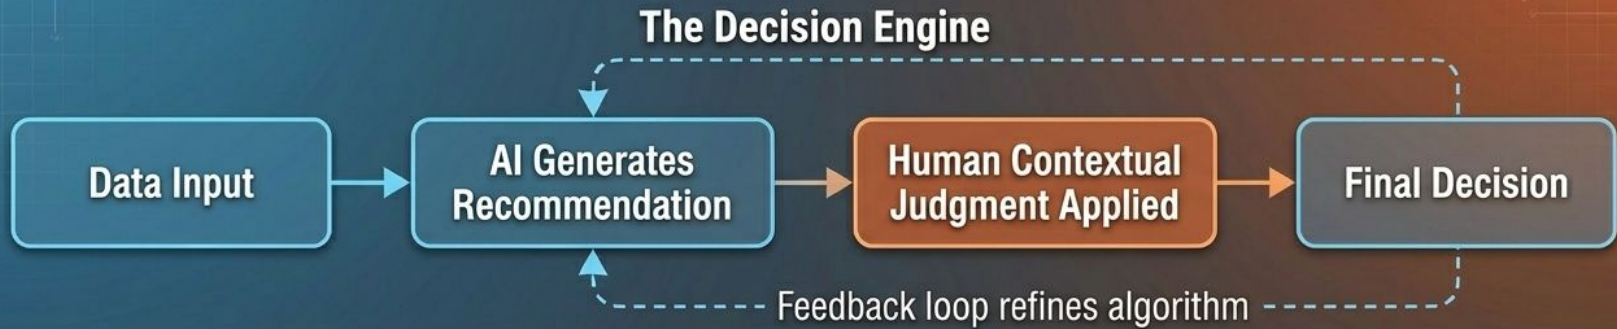 The Decision Engine
Data Input
AI Generates
Recommendation
Human Contextual
Judgment Applied
Final Decision
Feedback loop refines algorithm